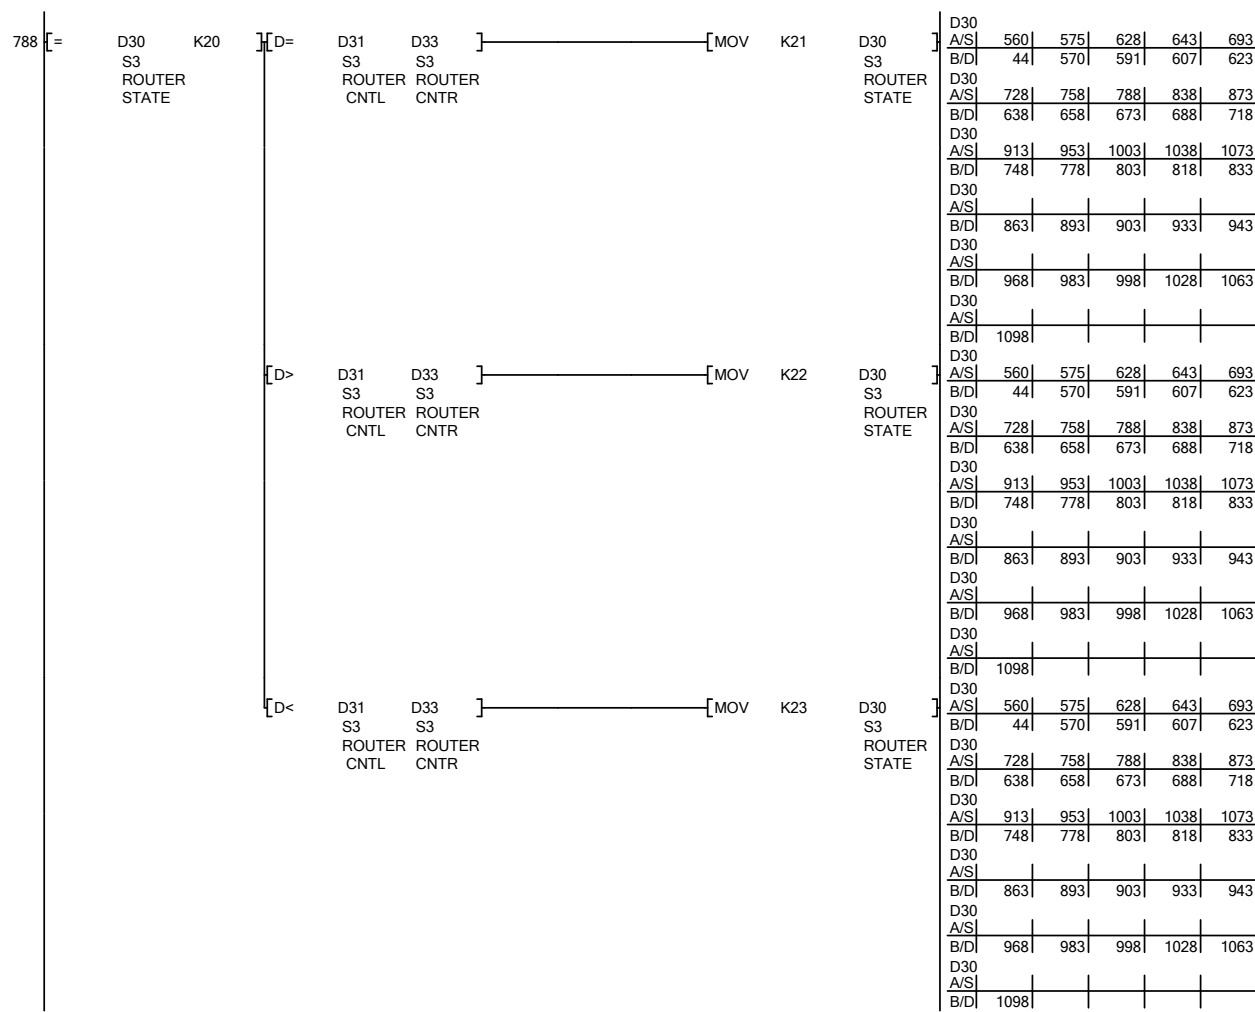 D30
788 = D30 K20 D= D31 D33 MOV K21 D30 A/S 560 575 628 643 693
S3 S3 S3 S3 B/D 44 570 591 607 623
ROUTER ROUTER ROUTER ROUTER D30
STATE CNTL CNTR STATE A/S 728 758 788 838 873
B/D 638 658 673 688 718
D30
A/S 913 953 1003 1038 1073
B/D 748 778 803 818 833
D30
A/S
B/D 863 893 903 933 943
D30
A/S
B/D 968 983 998 1028 1063
D30
A/S
B/D 1098
D30
D> D31 D33 MOV K22 D30 A/S 560 575 628 643 693
S3 S3 S3 B/D 44 570 591 607 623
ROUTER ROUTER ROUTER D30
CNTL CNTR STATE A/S 728 758 788 838 873
B/D 638 658 673 688 718
D30
A/S 913 953 1003 1038 1073
B/D 748 778 803 818 833
D30
A/S
B/D 863 893 903 933 943
D30
A/S
B/D 968 983 998 1028 1063
D30
A/S
B/D 1098
D30
D< D31 D33 MOV K23 D30 A/S 560 575 628 643 693
S3 S3 S3 B/D 44 570 591 607 623
ROUTER ROUTER ROUTER D30
CNTL CNTR STATE A/S 728 758 788 838 873
B/D 638 658 673 688 718
D30
A/S 913 953 1003 1038 1073
B/D 748 778 803 818 833
D30
A/S
B/D 863 893 903 933 943
D30
A/S
B/D 968 983 998 1028 1063
D30
A/S
B/D 1098